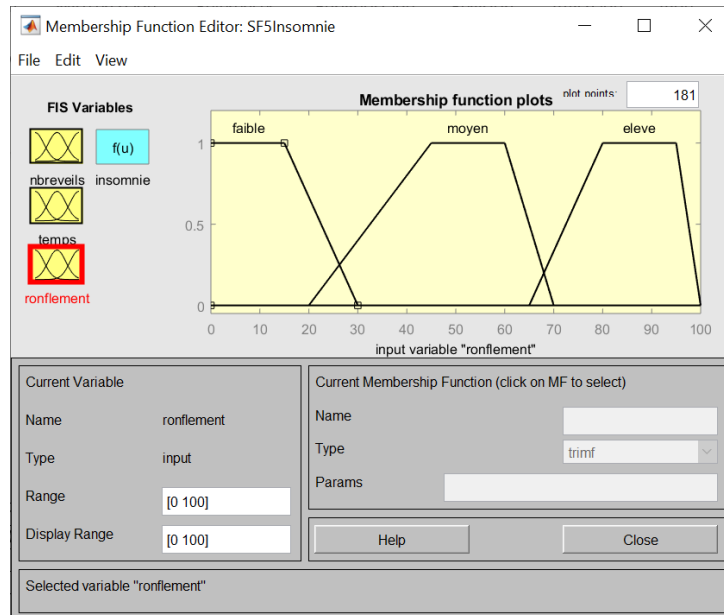 Membership Function Editor: SF5Insomnie
File Edit View
FIS Variables
f(u)
nbreveils insomnie
temps
ronflement
Membership function plots plot points: 181
faible moyen eleve
1
0.5
0
0 10 20 30 40 50 60 70 80 90 100
input variable "ronflement"
Current Variable
Name ronflement
Type input
Range [0 100]
Display Range [0 100]
Current Membership Function (click on MF to select)
Name
Type trimf
Params
Help Close
Selected variable "ronflement"